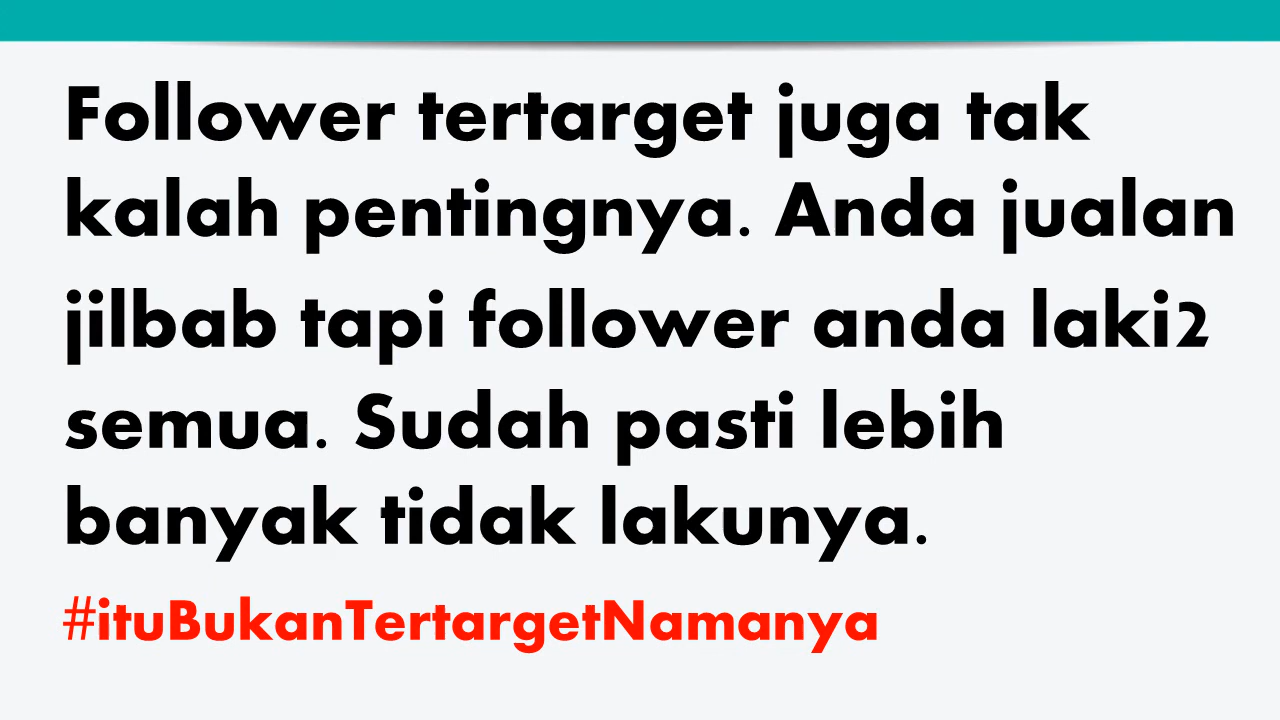 Follower tertarget juga tak
kalah pentingnya. Anda jualan
jilbab tapi follower anda laki2
semua. Sudah pasti lebih
banyak tidak lakunya.
#ituBukanTertargetNamanya